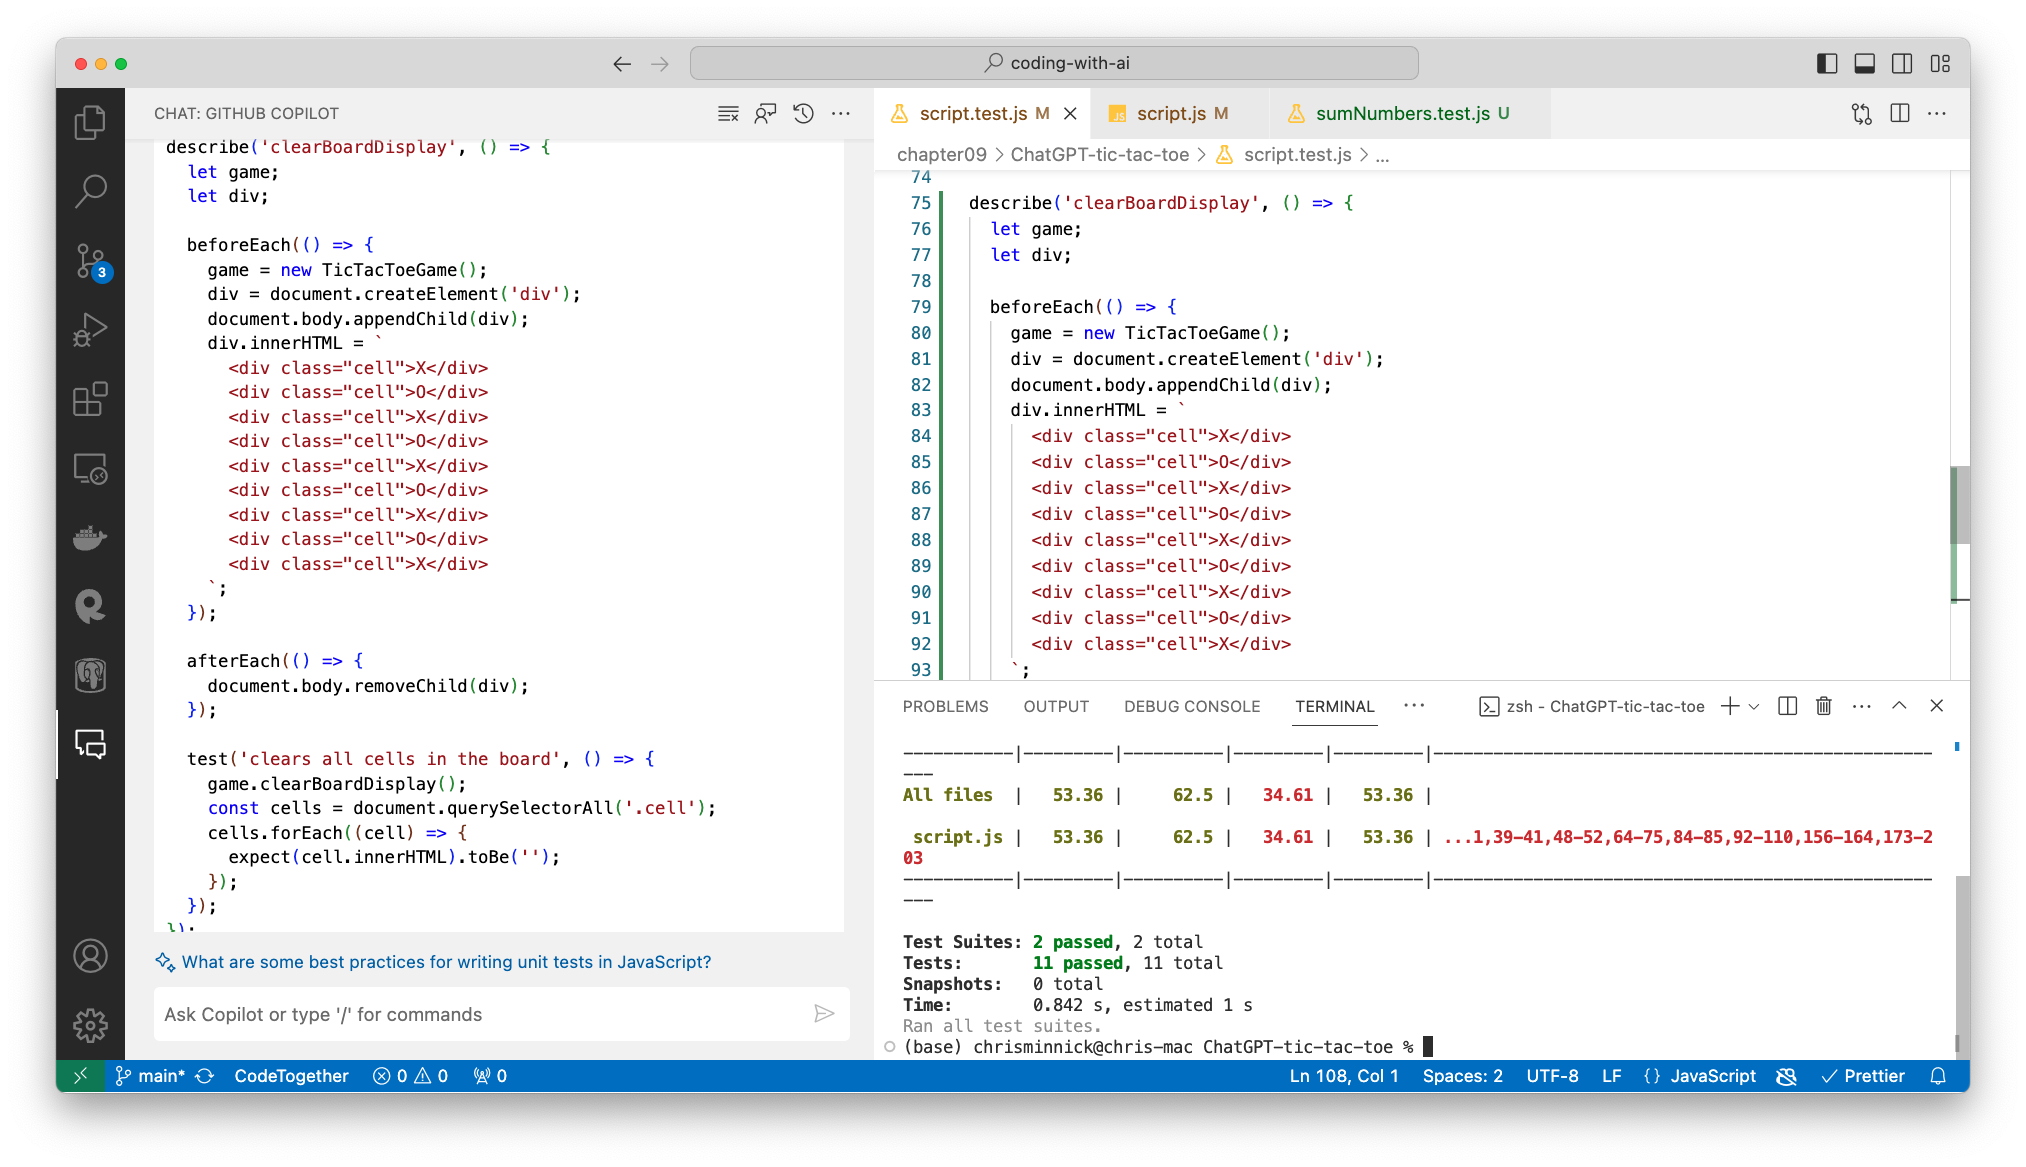 coding-with-ai
CHAT: GITHUB COPILOT
describe('clearBoardDisplay', () => {
let game;
let div;
beforeEach(() => {
game = new TicTacToeGame();
div = document.createElement('div');
document.body.appendChild(div);
div.innerHTML = `
<div class="cell">X</div>
<div class="cell">O</div>
<div class="cell">X</div>
<div class="cell">O</div>
<div class="cell">X</div>
<div class="cell">O</div>
<div class="cell">X</div>
<div class="cell">O</div>
<div class="cell">X</div>
`;
});
afterEach(() => {
document.body.removeChild(div);
});
test('clears all cells in the board', () => {
game.clearBoardDisplay();
const cells = document.querySelectorAll('.cell');
cells.forEach((cell) => {
expect(cell.innerHTML).toBe('');
});
});
});
What are some best practices for writing unit tests in JavaScript?
Ask Copilot or type '/' for commands
3
script.test.js M
JS script.js M
sumNumbers.test.js U
chapter09 > ChatGPT-tic-tac-toe > script.test.js > ...
74
75 describe('clearBoardDisplay', () => {
76 let game;
77 let div;
78
79 beforeEach(() => {
80 game = new TicTacToeGame();
81 div = document.createElement('div');
82 document.body.appendChild(div);
83 div.innerHTML = `
84 <div class="cell">X</div>
85 <div class="cell">O</div>
86 <div class="cell">X</div>
87 <div class="cell">O</div>
88 <div class="cell">X</div>
89 <div class="cell">O</div>
90 <div class="cell">X</div>
91 <div class="cell">O</div>
92 <div class="cell">X</div>
93 `;
PROBLEMS OUTPUT DEBUG CONSOLE TERMINAL ... zsh - ChatGPT-tic-tac-toe
-----------|---------|----------|---------|---------|--------------------------------------------------
---
All files | 53.36 | 62.5 | 34.61 | 53.36 |
script.js | 53.36 | 62.5 | 34.61 | 53.36 | ...1,39-41,48-52,64-75,84-85,92-110,156-164,173-2
03
-----------|---------|----------|---------|---------|--------------------------------------------------
---
Test Suites: 2 passed, 2 total
Tests: 11 passed, 11 total
Snapshots: 0 total
Time: 0.842 s, estimated 1 s
Ran all test suites.
(base) chrisminnick@chris-mac ChatGPT-tic-tac-toe %
main* CodeTogether 0 0 0 Ln 108, Col 1 Spaces: 2 UTF-8 LF {} JavaScript Prettier